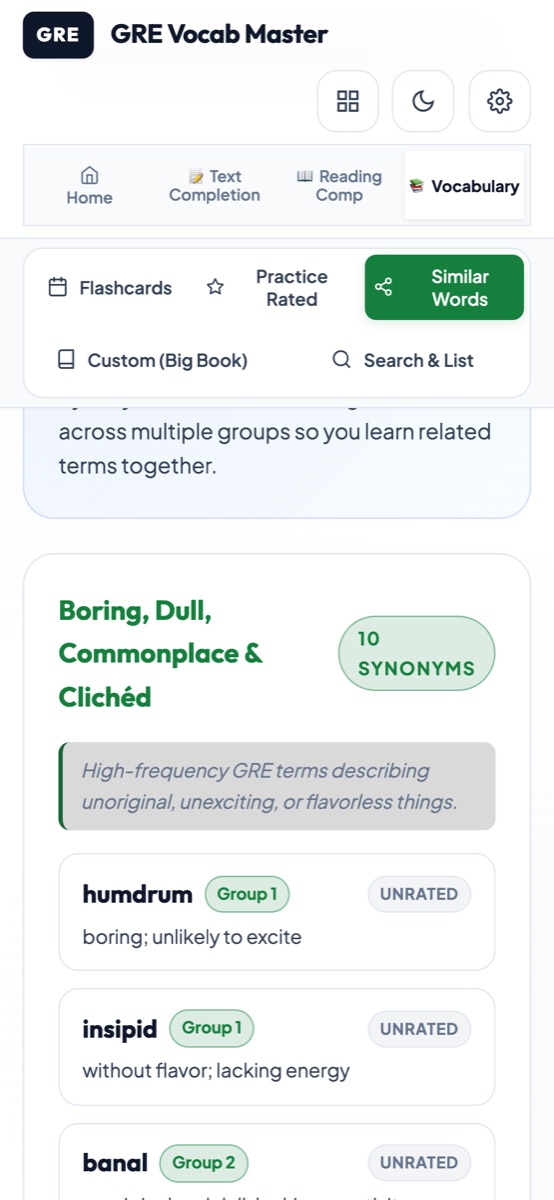 GRE
GRE Vocab Master
Home
Text
Completion
Reading
Comp
Vocabulary
Flashcards
Practice
Rated
Similar
Words
Custom (Big Book)
Search & List
across multiple groups so you learn related
terms together.
Boring, Dull,
Commonplace &
Clichéd
10
SYNONYMS
High-frequency GRE terms describing
unoriginal, unexciting, or flavorless things.
humdrum Group 1 UNRATED
boring; unlikely to excite
insipid Group 1 UNRATED
without flavor; lacking energy
banal Group 2 UNRATED